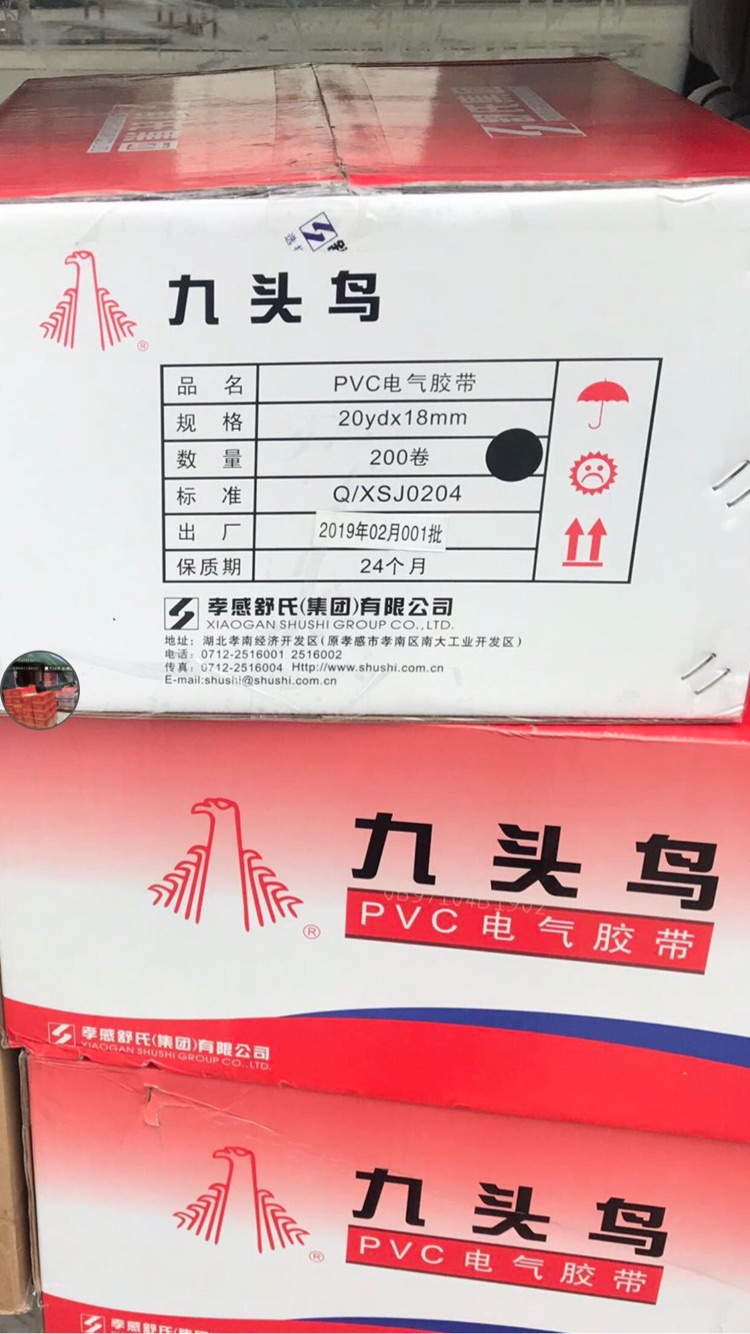 九头鸟
®
品 名 PVC电气胶带
规 格 20ydx18mm
数 量 200卷
标 准 Q/XSJ0204
出 厂 2019年02月001批
保质期 24个月
孝感舒氏(集团)有限公司
XIAOGAN SHUSHI GROUP CO.,LTD.
地址：湖北孝南经济开发区(原孝感市孝南区南大工业开发区)
电话：0712-2516001 2516002
传真：0712-2516004 Http://www.shushi.com.cn
E-mail:shushi@shushi.com.cn
九头鸟
®
PVC电气胶带
孝感舒氏(集团)有限公司
XIAOGAN SHUSHI GROUP CO.,LTD.
九头鸟
®
PVC电气胶带